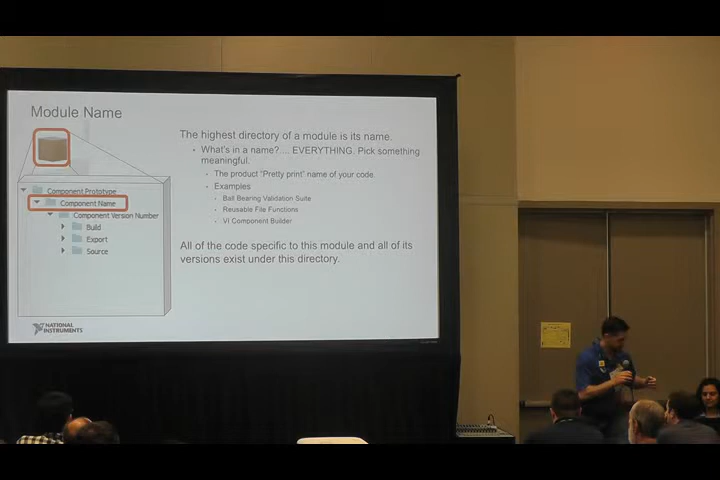 Module Name
The highest directory of a module is its name.
• What's in a name?.... EVERYTHING. Pick something
meaningful.
• The product “Pretty print” name of your code.
• Examples
• Ball Bearing Validation Suite
• Reusable File Functions
• VI Component Builder
All of the code specific to this module and all of its
versions exist under this directory.
Component Prototype
Component Name
Component Version Number
Build
Export
Source
NATIONAL
INSTRUMENTS